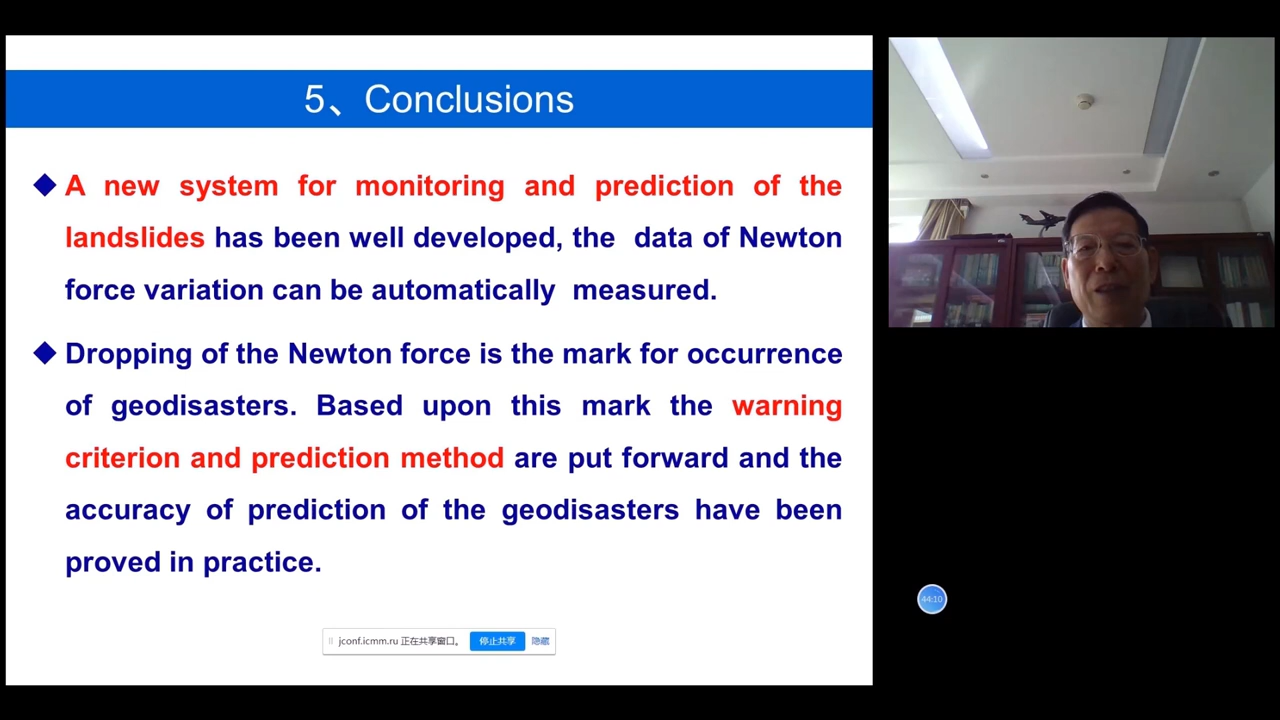 5、Conclusions
A new system for monitoring and prediction of the
landslides has been well developed, the data of Newton
force variation can be automatically measured.
Dropping of the Newton force is the mark for occurrence
of geodisasters. Based upon this mark the warning
criterion and prediction method are put forward and the
accuracy of prediction of the geodisasters have been
proved in practice.
44:10
jconf.icmm.ru 正在共享窗口。 停止共享 隐藏